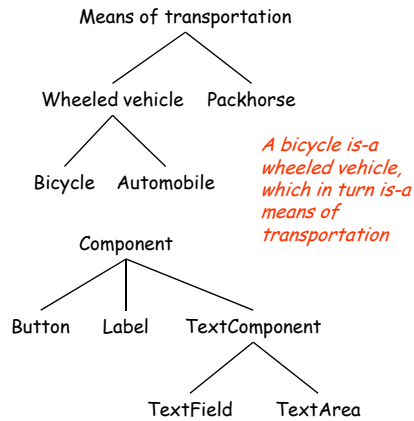 Means of transportation
Wheeled vehicle Packhorse
A bicycle is-a
wheeled vehicle,
which in turn is-a
means of
transportation
Bicycle Automobile
Component
Button Label TextComponent
TextField TextArea